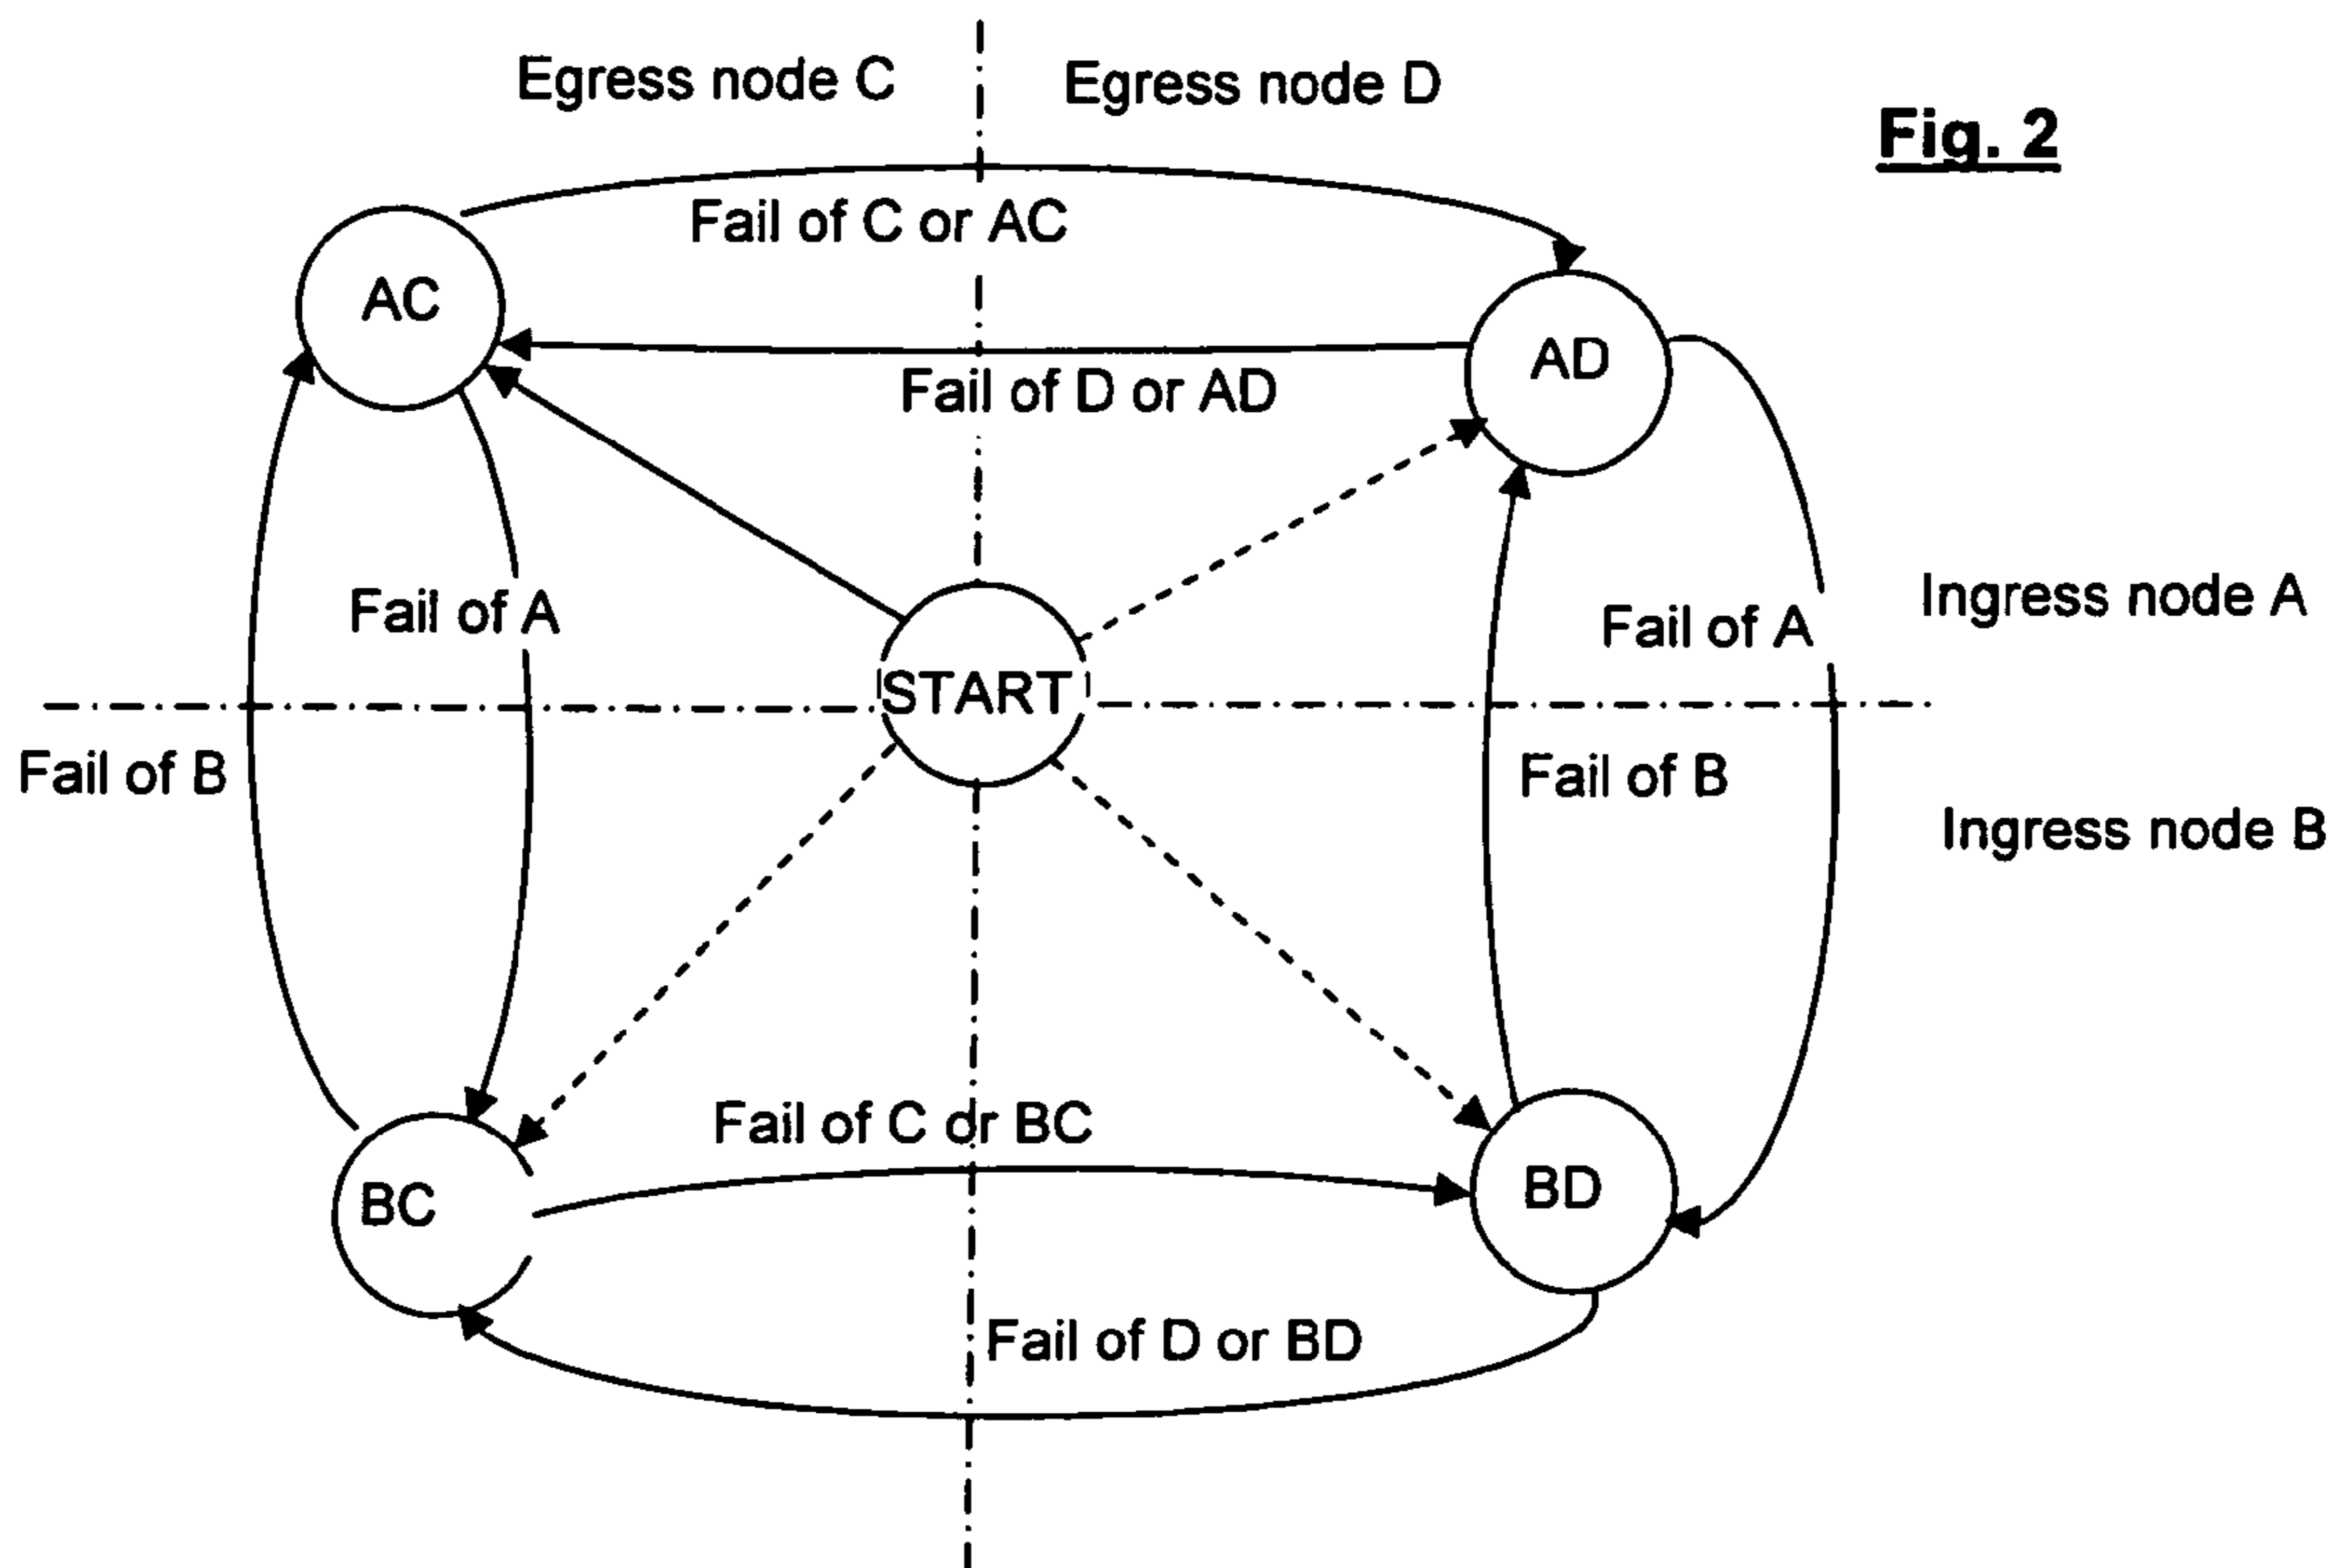 Egress node C
Egress node D
Fig. 2
Fail of C or AC
AC
AD
Fail of D or AD
Fail of A
Ingress node A
Fail of A
START
Fail of B
Fail of B
Ingress node B
Fail of C or BC
BC
BD
Fail of D or BD